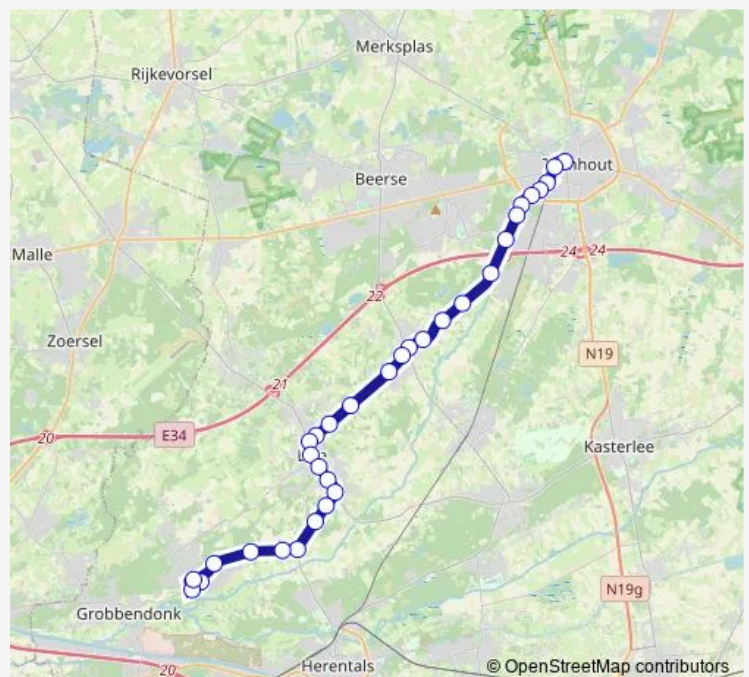 Merksplas
Rijkevorsel
Beerse
Malle
24
24
22
Zoersel
N19
21
20
E34
Kasterlee
N19g
Grobbendonk
20
Herentals
© OpenStreetMap contributors